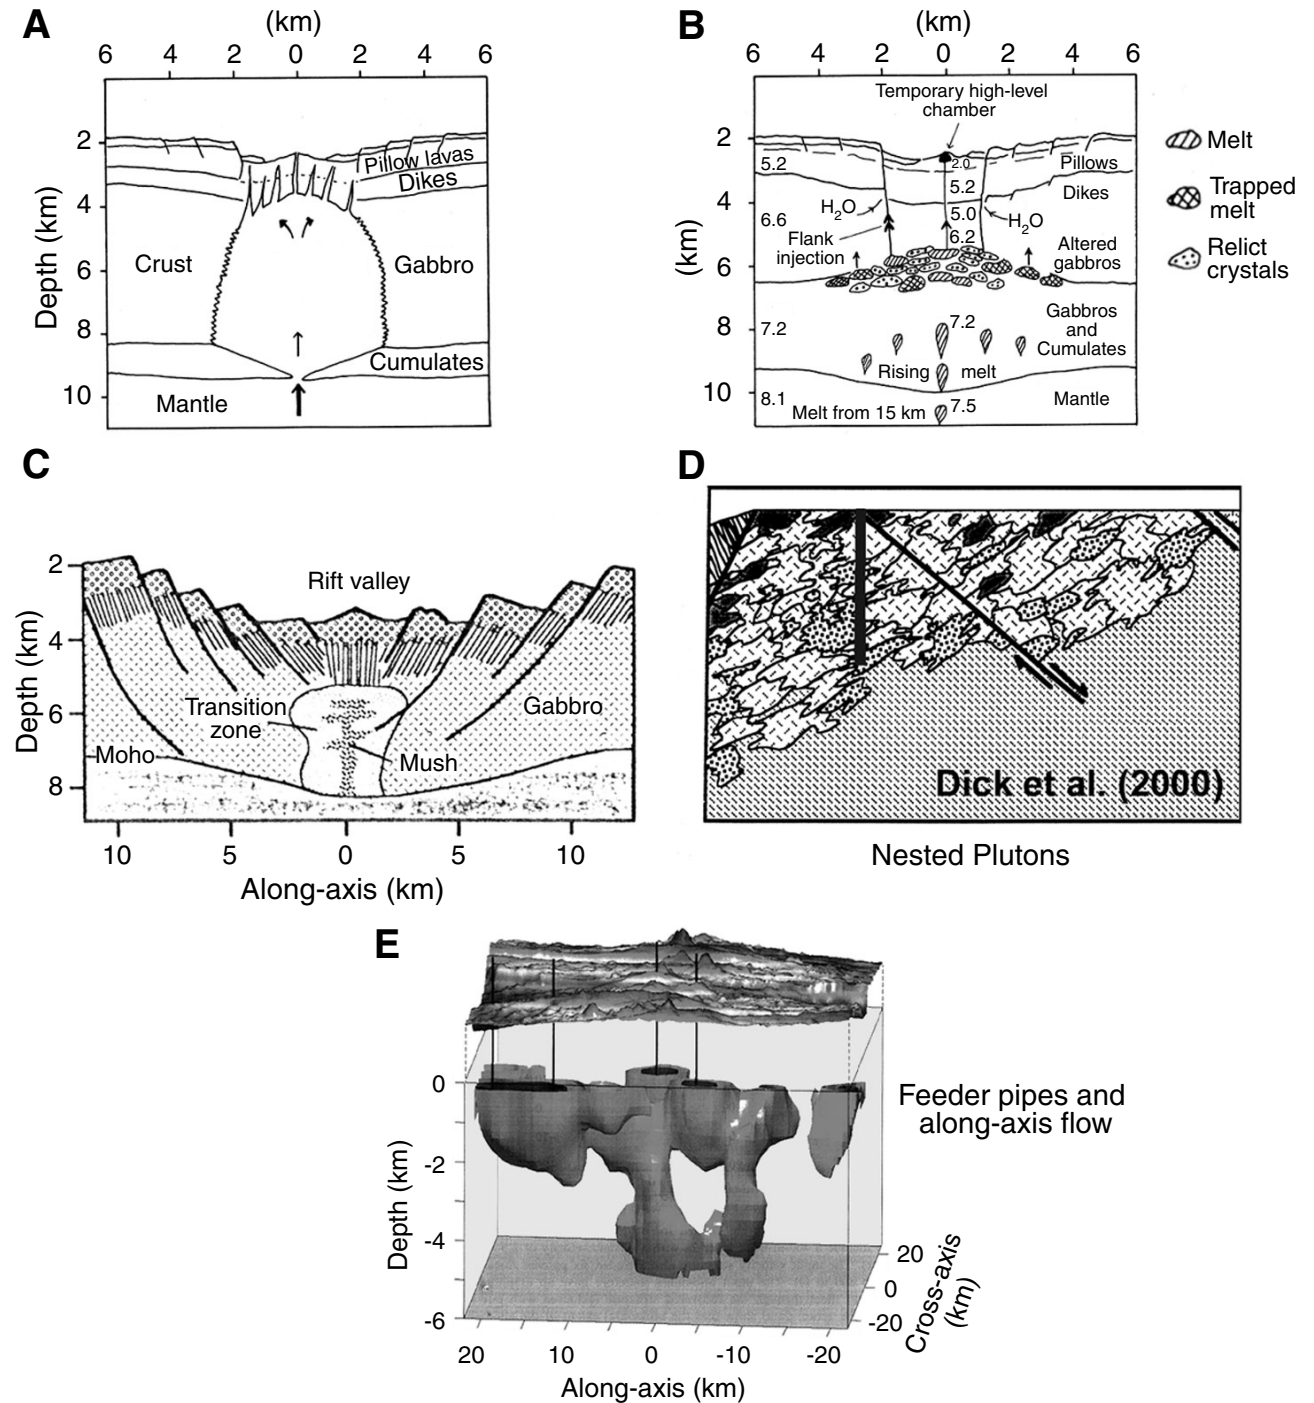 A
(km)
6 4 2 0 2 4 6
2
4
6
8
10
Depth (km)
Pillow lavas
Dikes
Crust
Gabbro
Cumulates
Mantle
B
(km)
6 4 2 0 2 4 6
Temporary high-level
chamber
2
4
6
8
10
(km)
5.2
2.0
Pillows
5.2
Dikes
H2O
5.0
H2O
6.6
Flank
injection
6.2
Altered
gabbros
7.2
7.2
Gabbros
and
Cumulates
Rising melt
8.1
Melt from 15 km
7.5
Mantle
Melt
Trapped
melt
Relict
crystals
C
2
4
6
8
Depth (km)
Rift valley
Transition
zone
Gabbro
Moho
Mush
10 5 0 5 10
Along-axis (km)
D
Dick et al. (2000)
Nested Plutons
E
0
-2
-4
-6
Depth (km)
Feeder pipes and
along-axis flow
20
0
-20
Cross-axis
(km)
20 10 0 -10 -20
Along-axis (km)